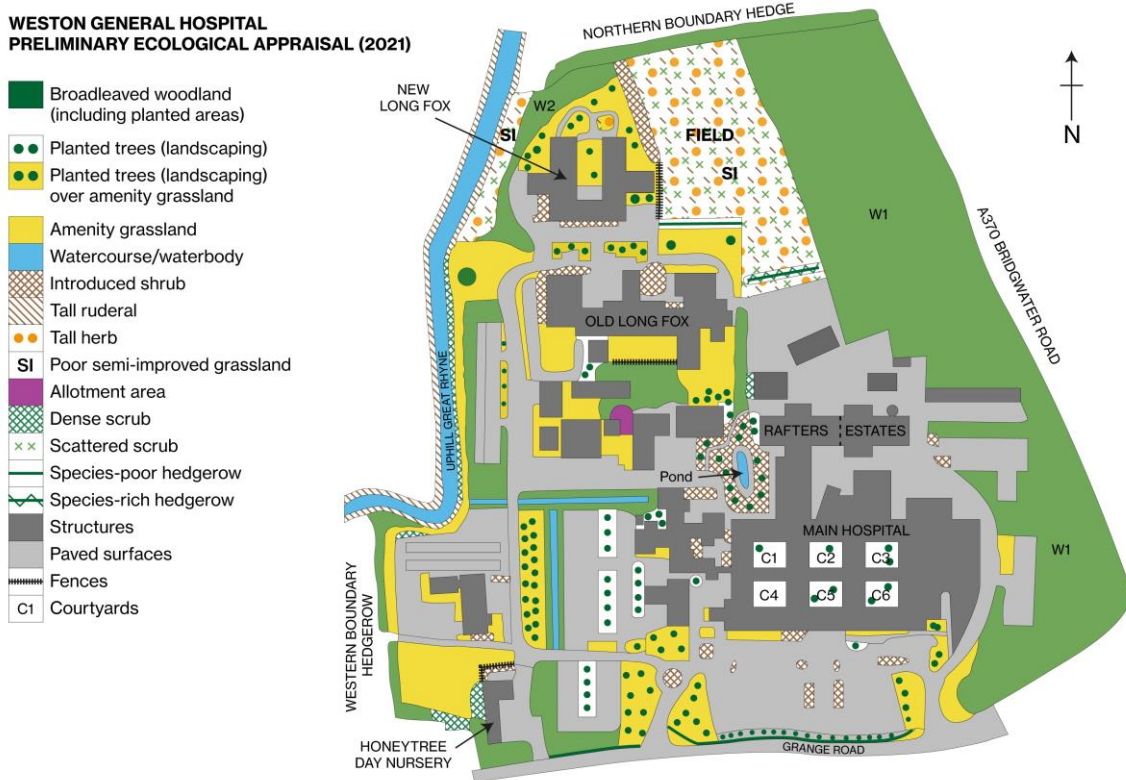 WESTON GENERAL HOSPITAL
PRELIMINARY ECOLOGICAL APPRAISAL (2021)
Broadleaved woodland
(including planted areas)
Planted trees (landscaping)
Planted trees (landscaping)
over amenity grassland
Amenity grassland
Watercourse/waterbody
Introduced shrub
Tall ruderal
Tall herb
SI Poor semi-improved grassland
Allotment area
Dense scrub
Scattered scrub
Species-poor hedgerow
Species-rich hedgerow
Structures
Paved surfaces
Fences
C1 Courtyards
NORTHERN BOUNDARY HEDGE
N
NEW
LONG FOX
W2
SI
FIELD
SI
W1
A370 BRIDGWATER ROAD
OLD LONG FOX
UPHILL GREAT RHYNE
RAFTERS
ESTATES
Pond
MAIN HOSPITAL
C1 C2 C3
C4 C5 C6
W1
WESTERN BOUNDARY
HEDGEROW
HONEYTREE
DAY NURSERY
GRANGE ROAD